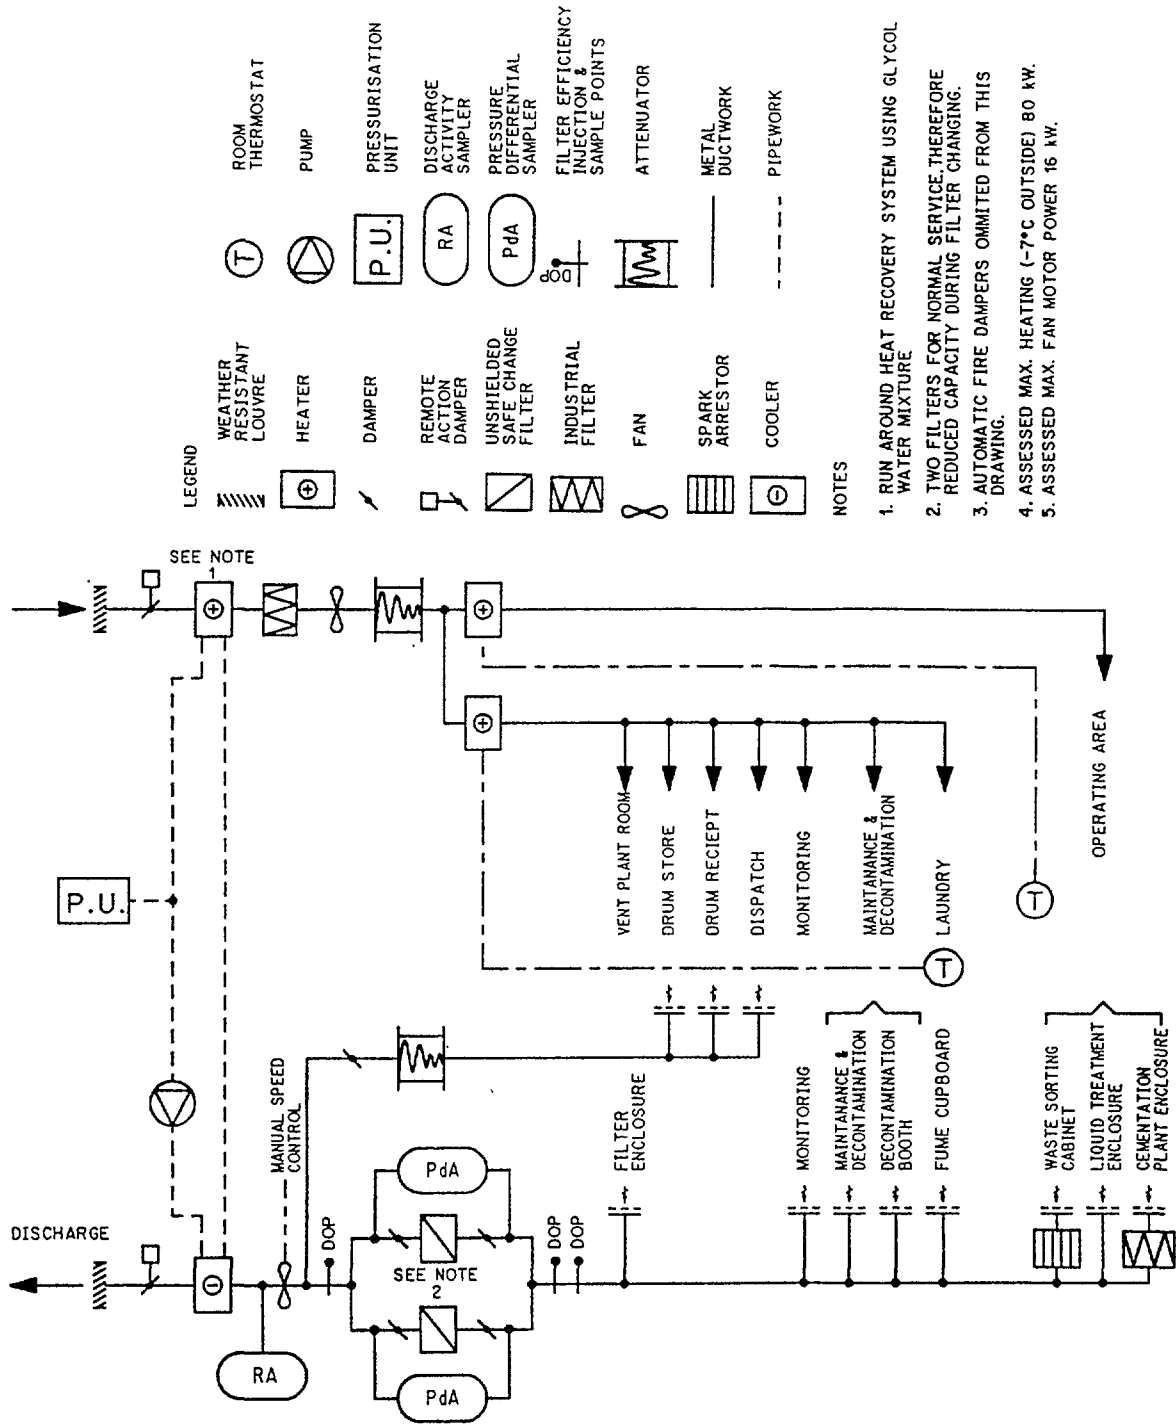 DISCHARGE
P.U.
SEE NOTE
1
MANUAL SPEED
CONTROL
RA
DOP
PdA
SEE NOTE
2
PdA
DOP
DOP
FILTER
ENCLOSURE
MONITORING
MAINTANANCE &
DECONTAMINATION
DECONTAMINATION
BOOTH
FUME CUPBOARD
WASTE SORTING
CABINET
LIQUID TREATMENT
ENCLOSURE
CEMENTATION
PLANT ENCLOSURE
VENT PLANT ROOM
DRUM STORE
DRUM RECIEPT
DISPATCH
MONITORING
MAINTANANCE &
DECONTAMINATION
LAUNDRY
T
T
OPERATING AREA
LEGEND
WEATHER
RESISTANT
LOUVRE
HEATER
DAMPER
REMOTE
ACTION
DAMPER
UNSHIELDED
SAFE CHANGE
FILTER
INDUSTRIAL
FILTER
FAN
SPARK
ARRESTOR
COOLER
T
ROOM
THERMOSTAT
PUMP
P.U.
PRESSURISATION
UNIT
RA
DISCHARGE
ACTIVITY
SAMPLER
PdA
PRESSURE
DIFFERENTIAL
SAMPLER
DOP
FILTER EFFICIENCY
INJECTION &
SAMPLE POINTS
ATTENUATOR
METAL
DUCTWORK
PIPEWORK
NOTES
1. RUN AROUND HEAT RECOVERY SYSTEM USING GLYCOL
WATER MIXTURE
2. TWO FILTERS FOR NORMAL SERVICE,THEREFORE
REDUCED CAPACITY DURING FILTER CHANGING.
3. AUTOMATIC FIRE DAMPERS OMMITED FROM THIS
DRAWING.
4. ASSESSED MAX. HEATING (-7°C OUTSIDE) 80 kW.
5. ASSESSED MAX. FAN MOTOR POWER 16 kW.